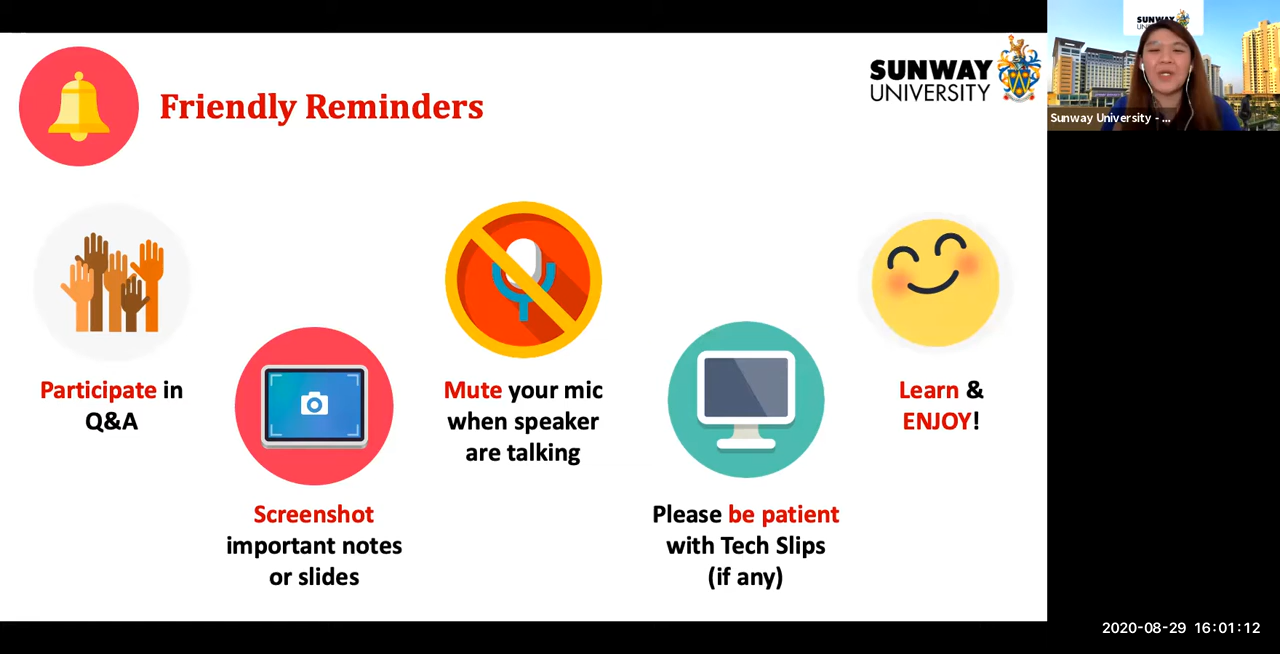 Friendly Reminders
SUNWAY
UNIVERSITY
Participate in
Q&A
Screenshot
important notes
or slides
Mute your mic
when speaker
are talking
Please be patient
with Tech Slips
(if any)
Learn &
ENJOY!
SUNWAY
Sunway University - ...
2020-08-29 16:01:12